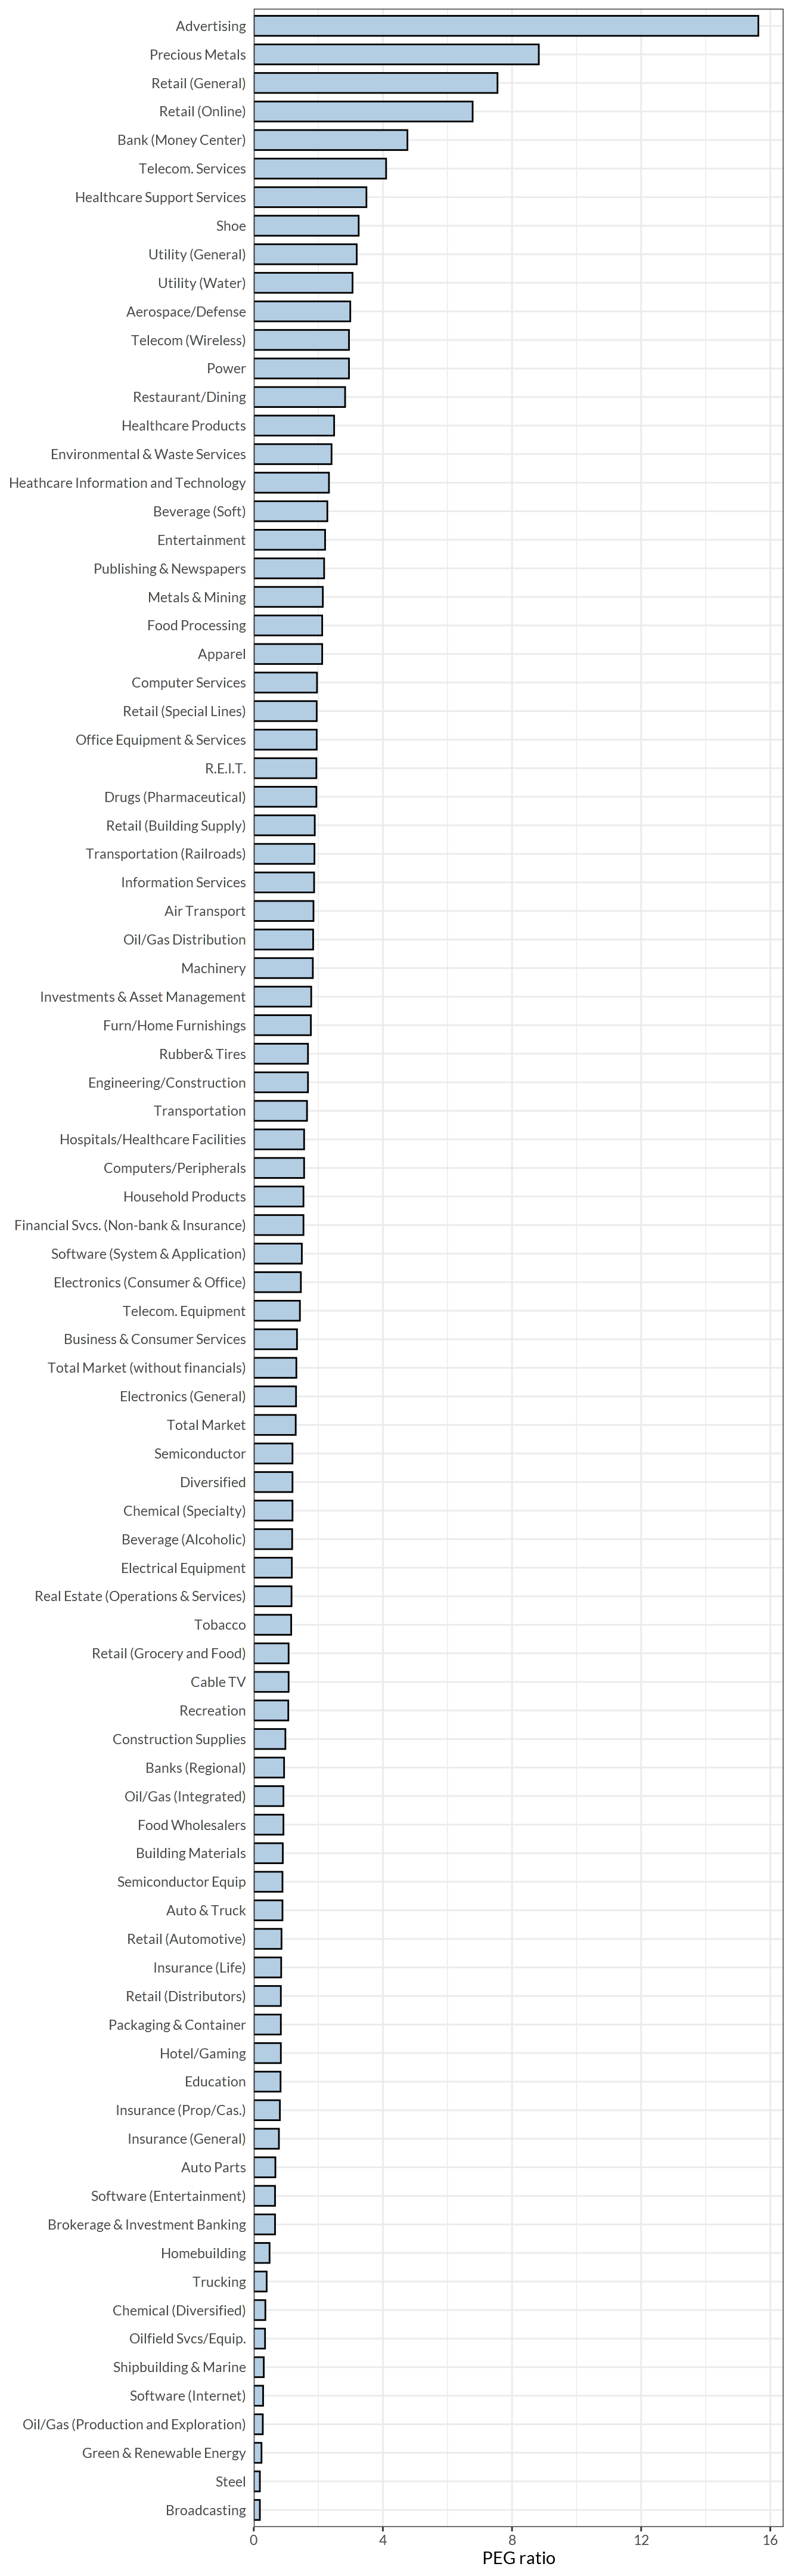 Advertising
Precious Metals
Retail (General)
Retail (Online)
Bank (Money Center)
Telecom. Services
Healthcare Support Services
Shoe
Utility (General)
Utility (Water)
Aerospace/Defense
Telecom (Wireless)
Power
Restaurant/Dining
Healthcare Products
Environmental & Waste Services
Heathcare Information and Technology
Beverage (Soft)
Entertainment
Publishing & Newspapers
Metals & Mining
Food Processing
Apparel
Computer Services
Retail (Special Lines)
Office Equipment & Services
R.E.I.T.
Drugs (Pharmaceutical)
Retail (Building Supply)
Transportation (Railroads)
Information Services
Air Transport
Oil/Gas Distribution
Machinery
Investments & Asset Management
Furn/Home Furnishings
Rubber& Tires
Engineering/Construction
Transportation
Hospitals/Healthcare Facilities
Computers/Peripherals
Household Products
Financial Svcs. (Non-bank & Insurance)
Software (System & Application)
Electronics (Consumer & Office)
Telecom. Equipment
Business & Consumer Services
Total Market (without financials)
Electronics (General)
Total Market
Semiconductor
Diversified
Chemical (Specialty)
Beverage (Alcoholic)
Electrical Equipment
Real Estate (Operations & Services)
Tobacco
Retail (Grocery and Food)
Cable TV
Recreation
Construction Supplies
Banks (Regional)
Oil/Gas (Integrated)
Food Wholesalers
Building Materials
Semiconductor Equip
Auto & Truck
Retail (Automotive)
Insurance (Life)
Retail (Distributors)
Packaging & Container
Hotel/Gaming
Education
Insurance (Prop/Cas.)
Insurance (General)
Auto Parts
Software (Entertainment)
Brokerage & Investment Banking
Homebuilding
Trucking
Chemical (Diversified)
Oilfield Svcs/Equip.
Shipbuilding & Marine
Software (Internet)
Oil/Gas (Production and Exploration)
Green & Renewable Energy
Steel
Broadcasting
0 4 8 12 16
PEG ratio